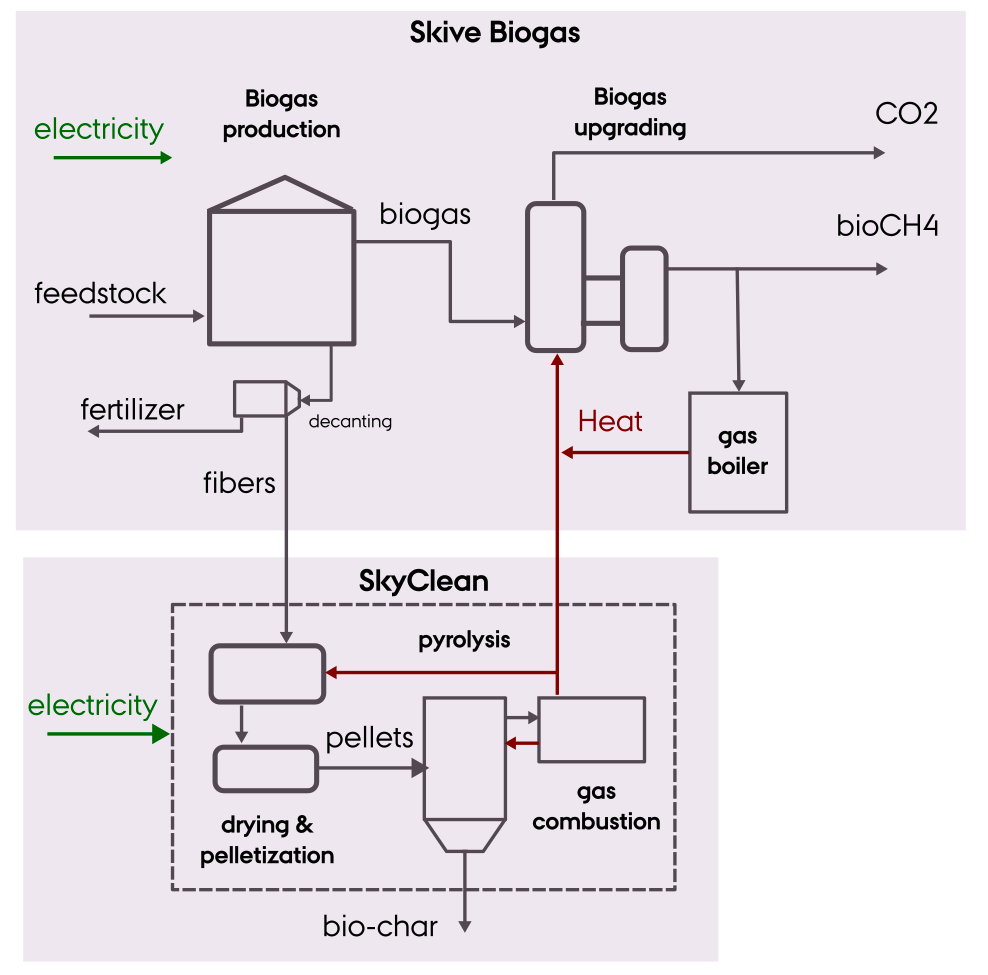 Skive Biogas
Biogas
production
Biogas
upgrading
electricity
CO2
biogas
bioCH4
feedstock
fertilizer
decanting
Heat
gas
boiler
fibers
SkyClean
pyrolysis
electricity
pellets
gas
combustion
drying &
pelletization
bio-char